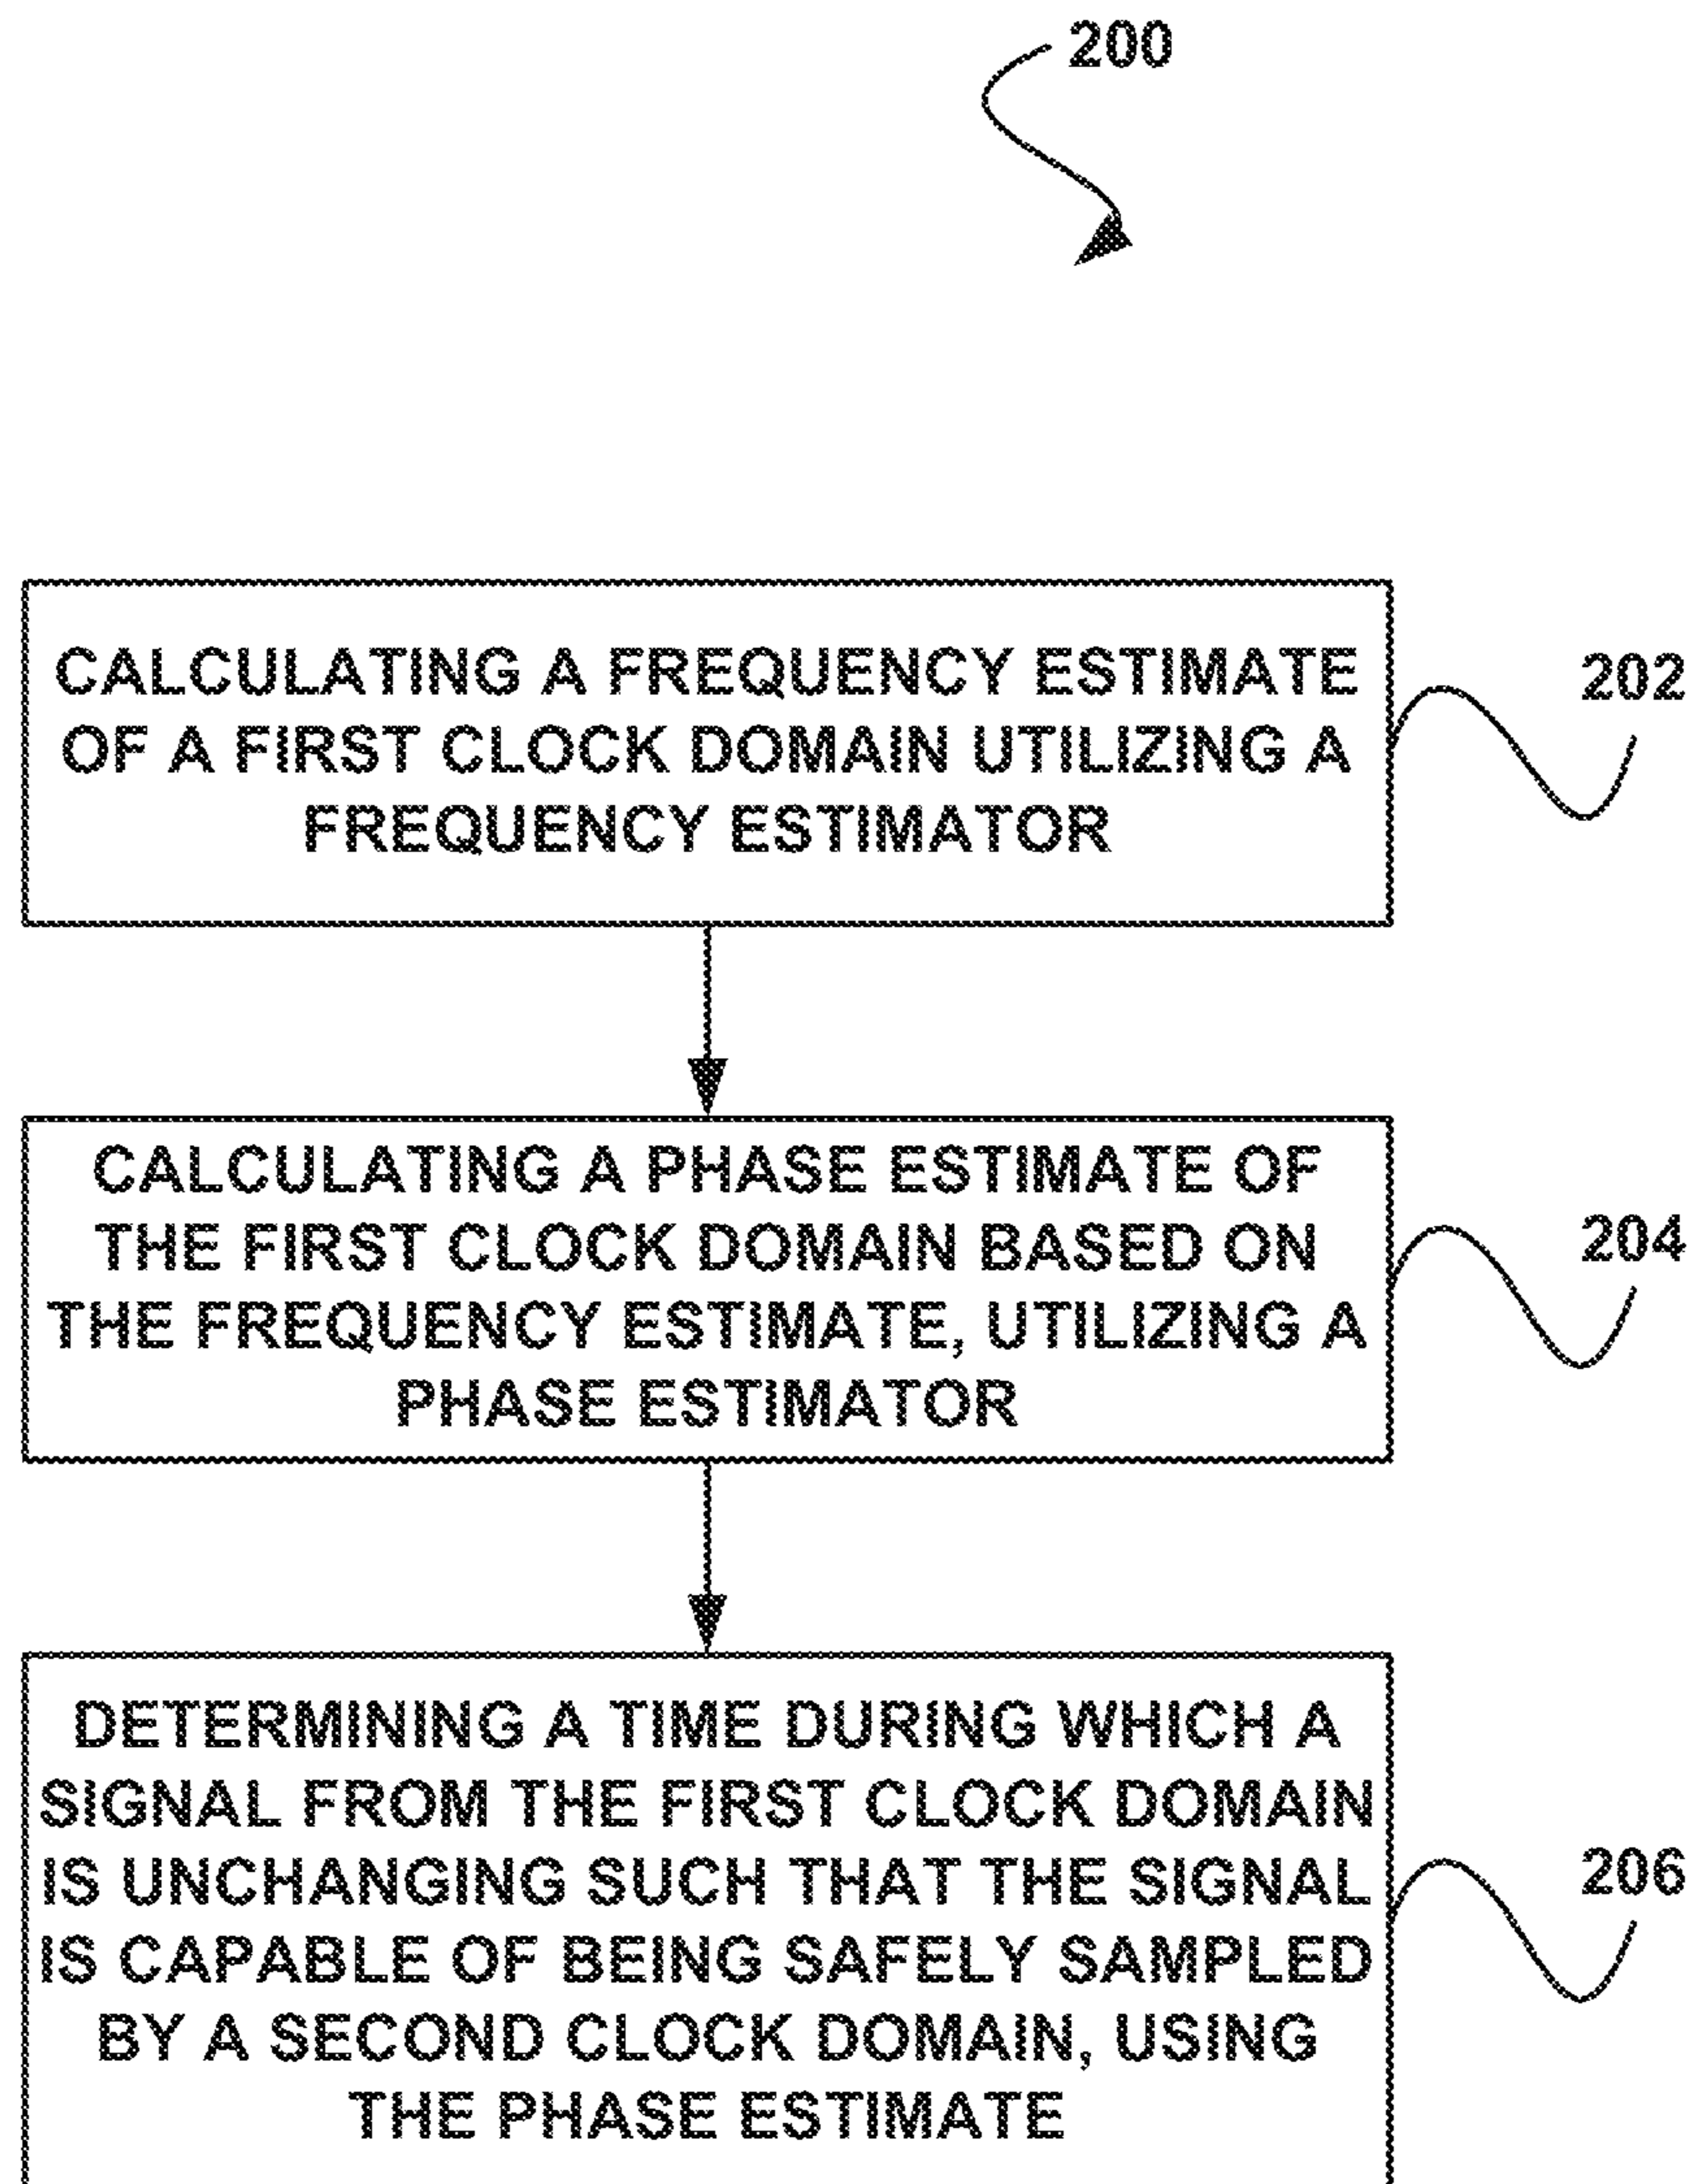 200
CALCULATING A FREQUENCY ESTIMATE
OF A FIRST CLOCK DOMAIN UTILIZING A
FREQUENCY ESTIMATOR
202
CALCULATING A PHASE ESTIMATE OF
THE FIRST CLOCK DOMAIN BASED ON
THE FREQUENCY ESTIMATE, UTILIZING A
PHASE ESTIMATOR
204
DETERMINING A TIME DURING WHICH A
SIGNAL FROM THE FIRST CLOCK DOMAIN
IS UNCHANGING SUCH THAT THE SIGNAL
IS CAPABLE OF BEING SAFELY SAMPLED
BY A SECOND CLOCK DOMAIN, USING
THE PHASE ESTIMATE
206